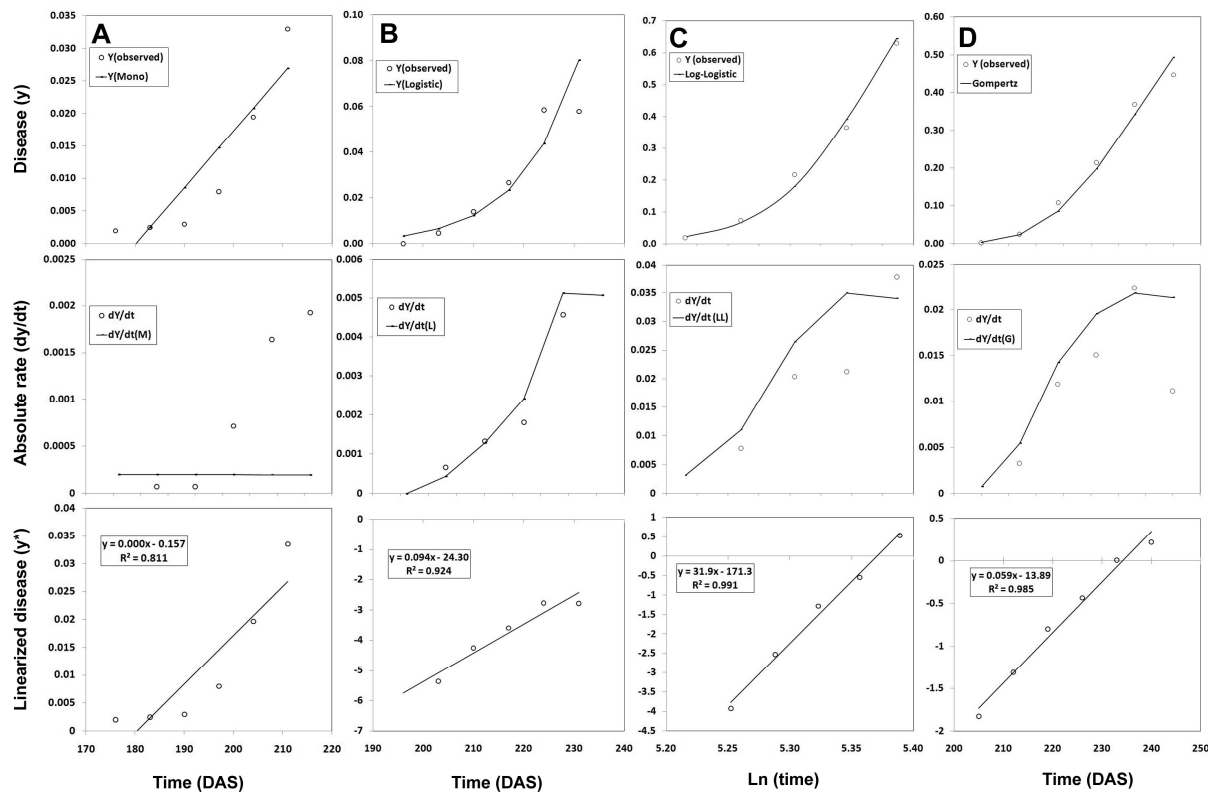 A
B
C
D
Disease (y)
0.035
0.030
0.025
0.020
0.015
0.010
0.005
0.000
Y(observed)
Y(Mono)
0.10
0.08
0.06
0.04
0.02
0.00
Y(observed)
Y(Logistic)
0.7
0.6
0.5
0.4
0.3
0.2
0.1
0.0
Y (observed)
Log-Logistic
0.60
0.50
0.40
0.30
0.20
0.10
0.00
Y (observed)
Gompertz
Absolute rate (dy/dt)
0.0025
0.002
0.0015
0.001
0.0005
0
dY/dt
dY/dt(M)
0.006
0.005
0.004
0.003
0.002
0.001
0
dY/dt
dY/dt(L)
0.04
0.035
0.03
0.025
0.02
0.015
0.01
0.005
0
dY/dt
dY/dt (LL)
0.025
0.02
0.015
0.01
0.005
0
dY/dt
dY/dt(G)
Linearized disease (y*)
0.04
0.035
0.03
0.025
0.02
0.015
0.01
0.005
0
y = 0.000x - 0.157
R² = 0.811
170 180 190 200 210 220
Time (DAS)
0
-1
-2
-3
-4
-5
-6
-7
y = 0.094x - 24.30
R² = 0.924
190 200 210 220 230 240
Time (DAS)
1
0.5
0
-0.5
-1
-1.5
-2
-2.5
-3
-3.5
-4
-4.5
y = 31.9x - 171.3
R² = 0.991
5.20 5.25 5.30 5.35 5.40
Ln (time)
0.5
0
-0.5
-1
-1.5
-2
y = 0.059x - 13.89
R² = 0.985
200 210 220 230 240 250
Time (DAS)